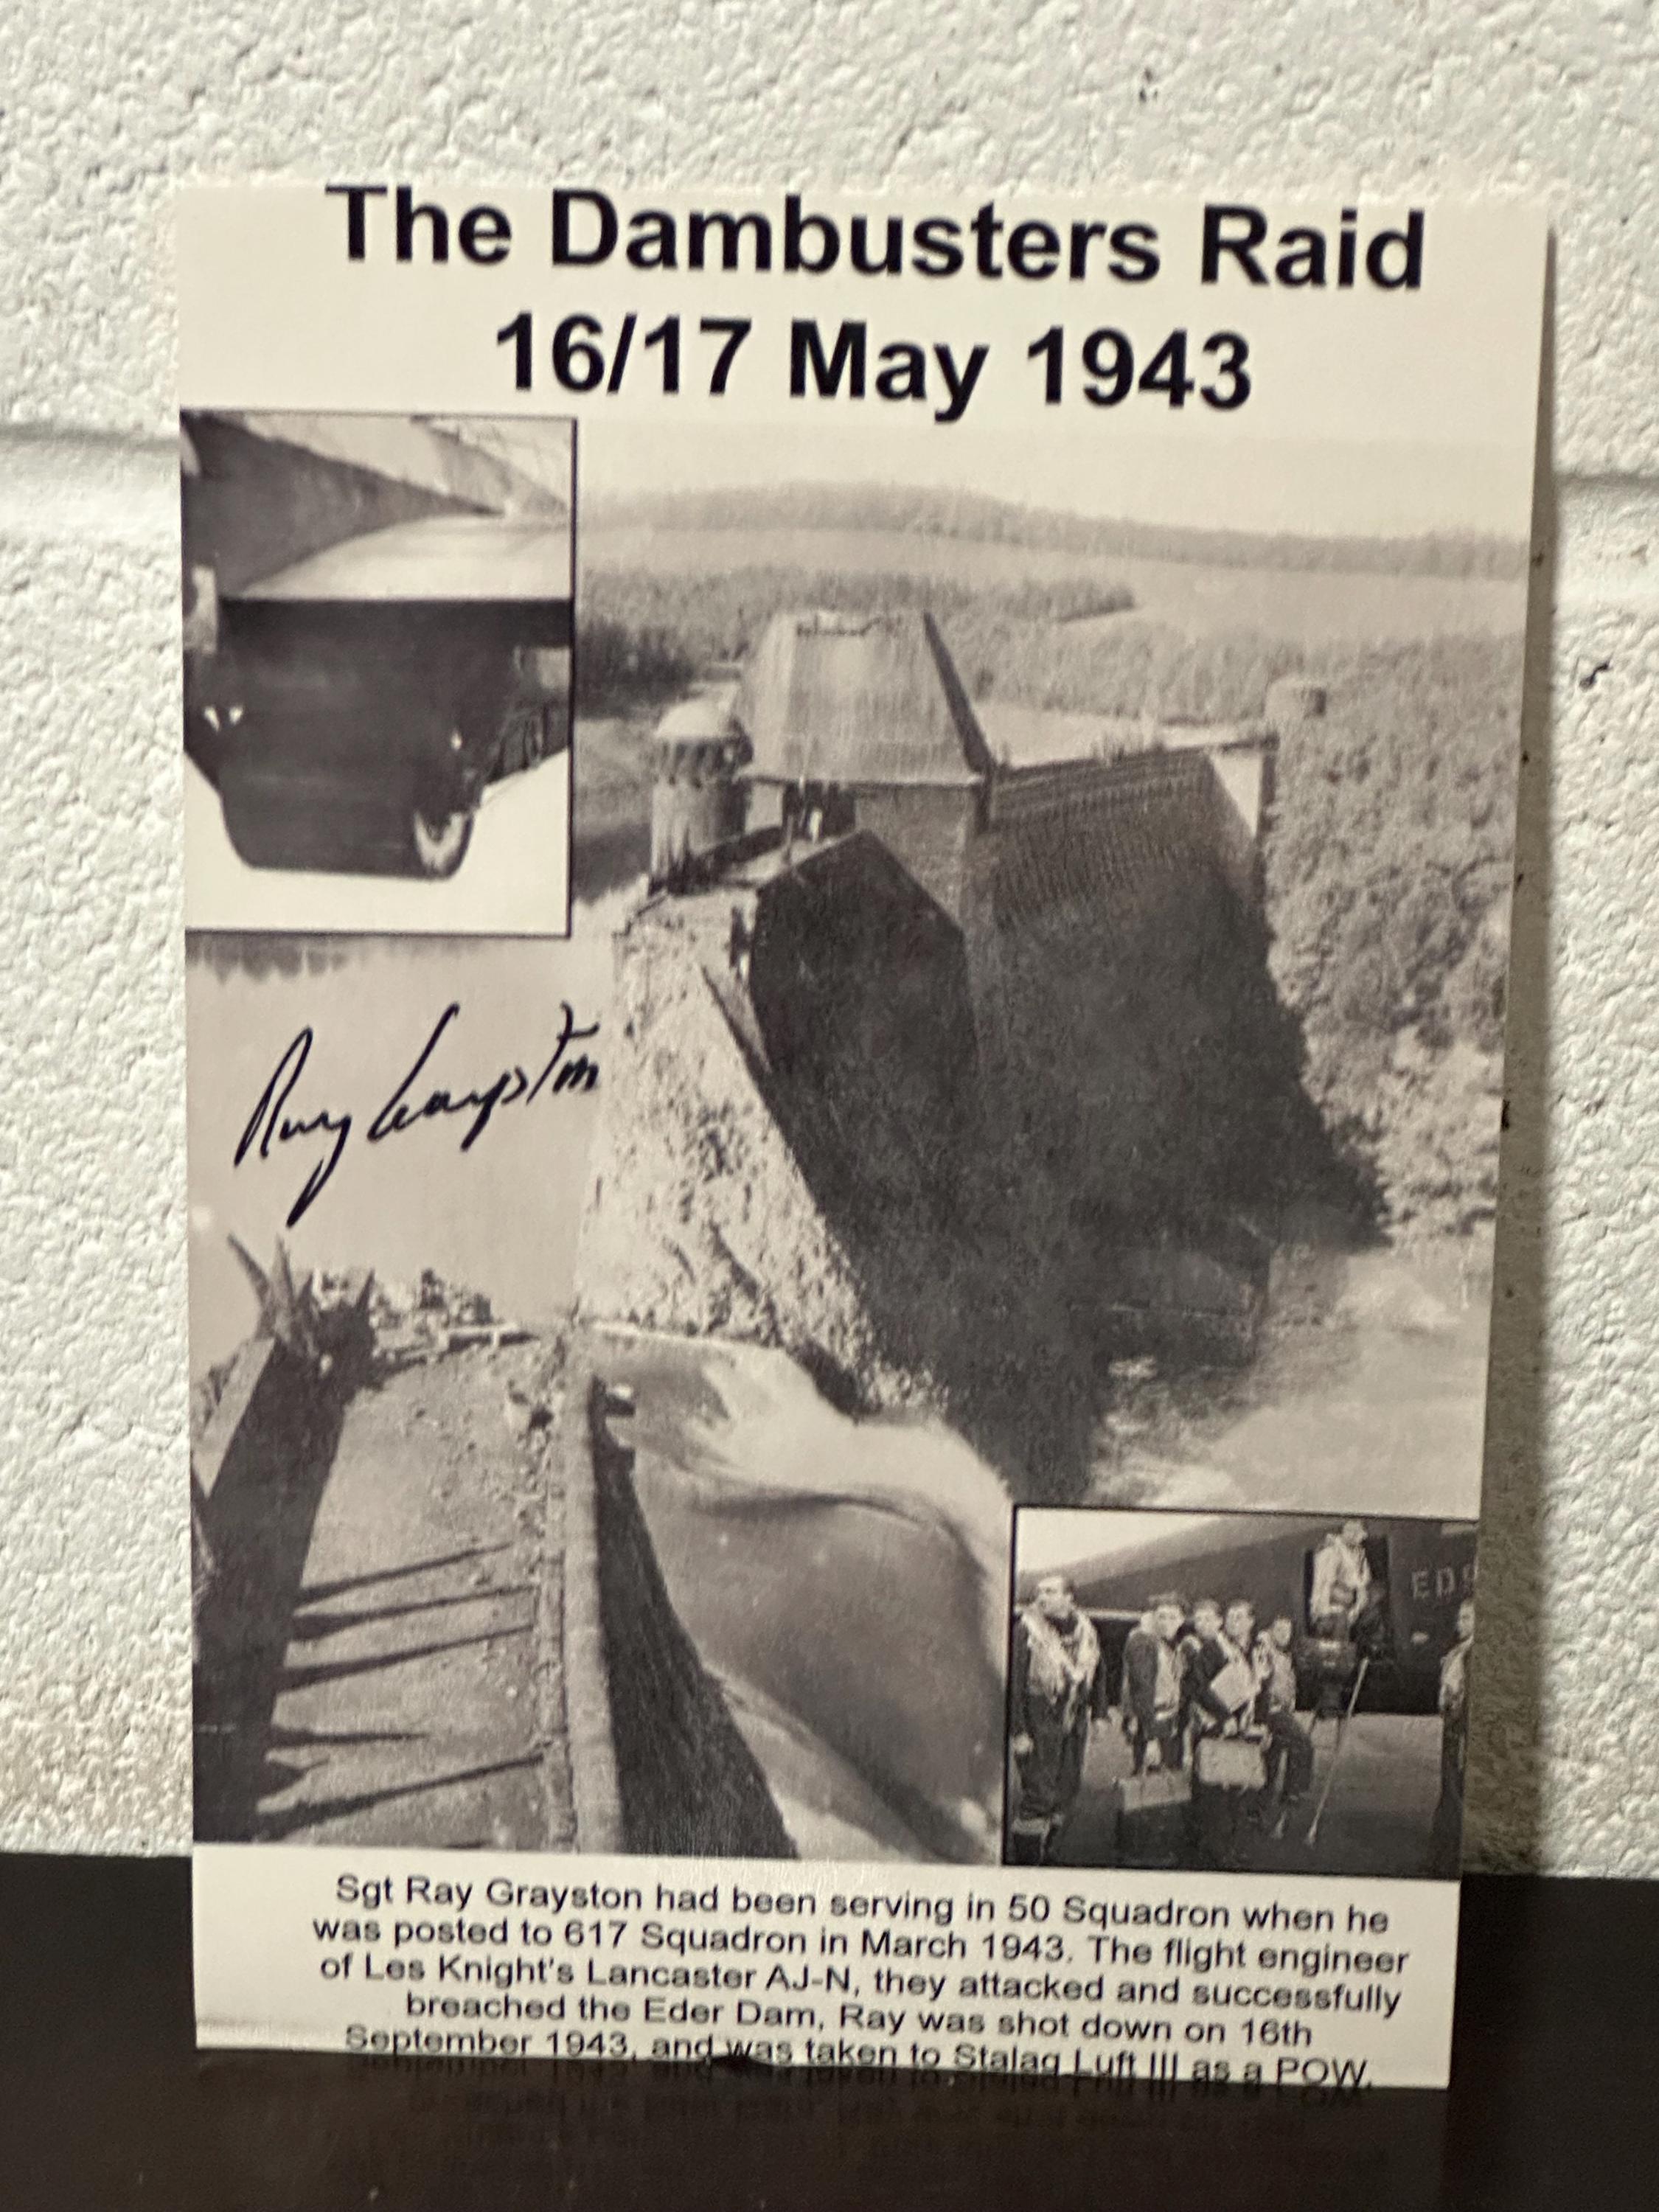 The Dambusters Raid
16/17 May 1943
Ray Grayston
ED9
Sgt Ray Grayston had been serving in 50 Squadron when he
was posted to 617 Squadron in March 1943. The flight engineer
of Les Knight's Lancaster AJ-N, they attacked and successfully
breached the Eder Dam, Ray was shot down on 16th
September 1943, and was taken to Stalag Luft III as a POW.